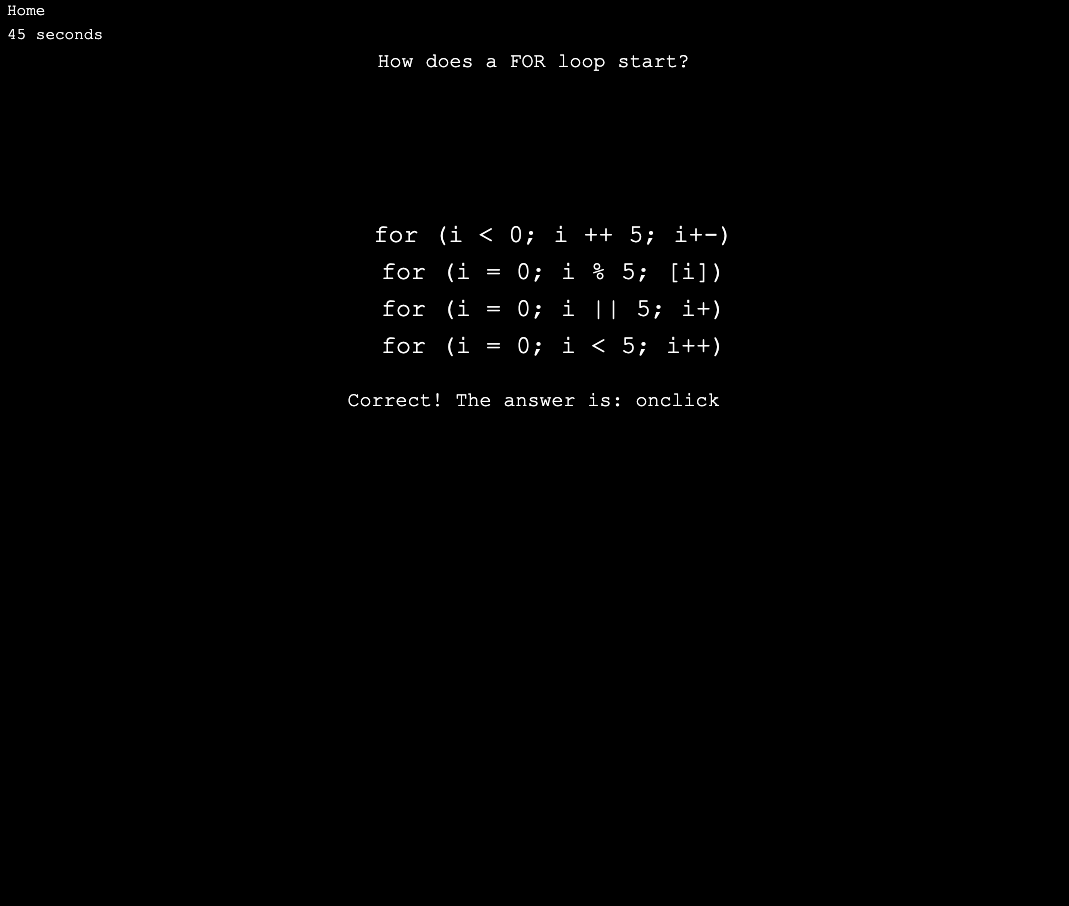 Home
45 seconds
How does a FOR loop start?
for (i < 0; i ++ 5; i+-)
for (i = 0; i % 5; [i])
for (i = 0; i || 5; i+)
for (i = 0; i < 5; i++)
Correct! The answer is: onclick